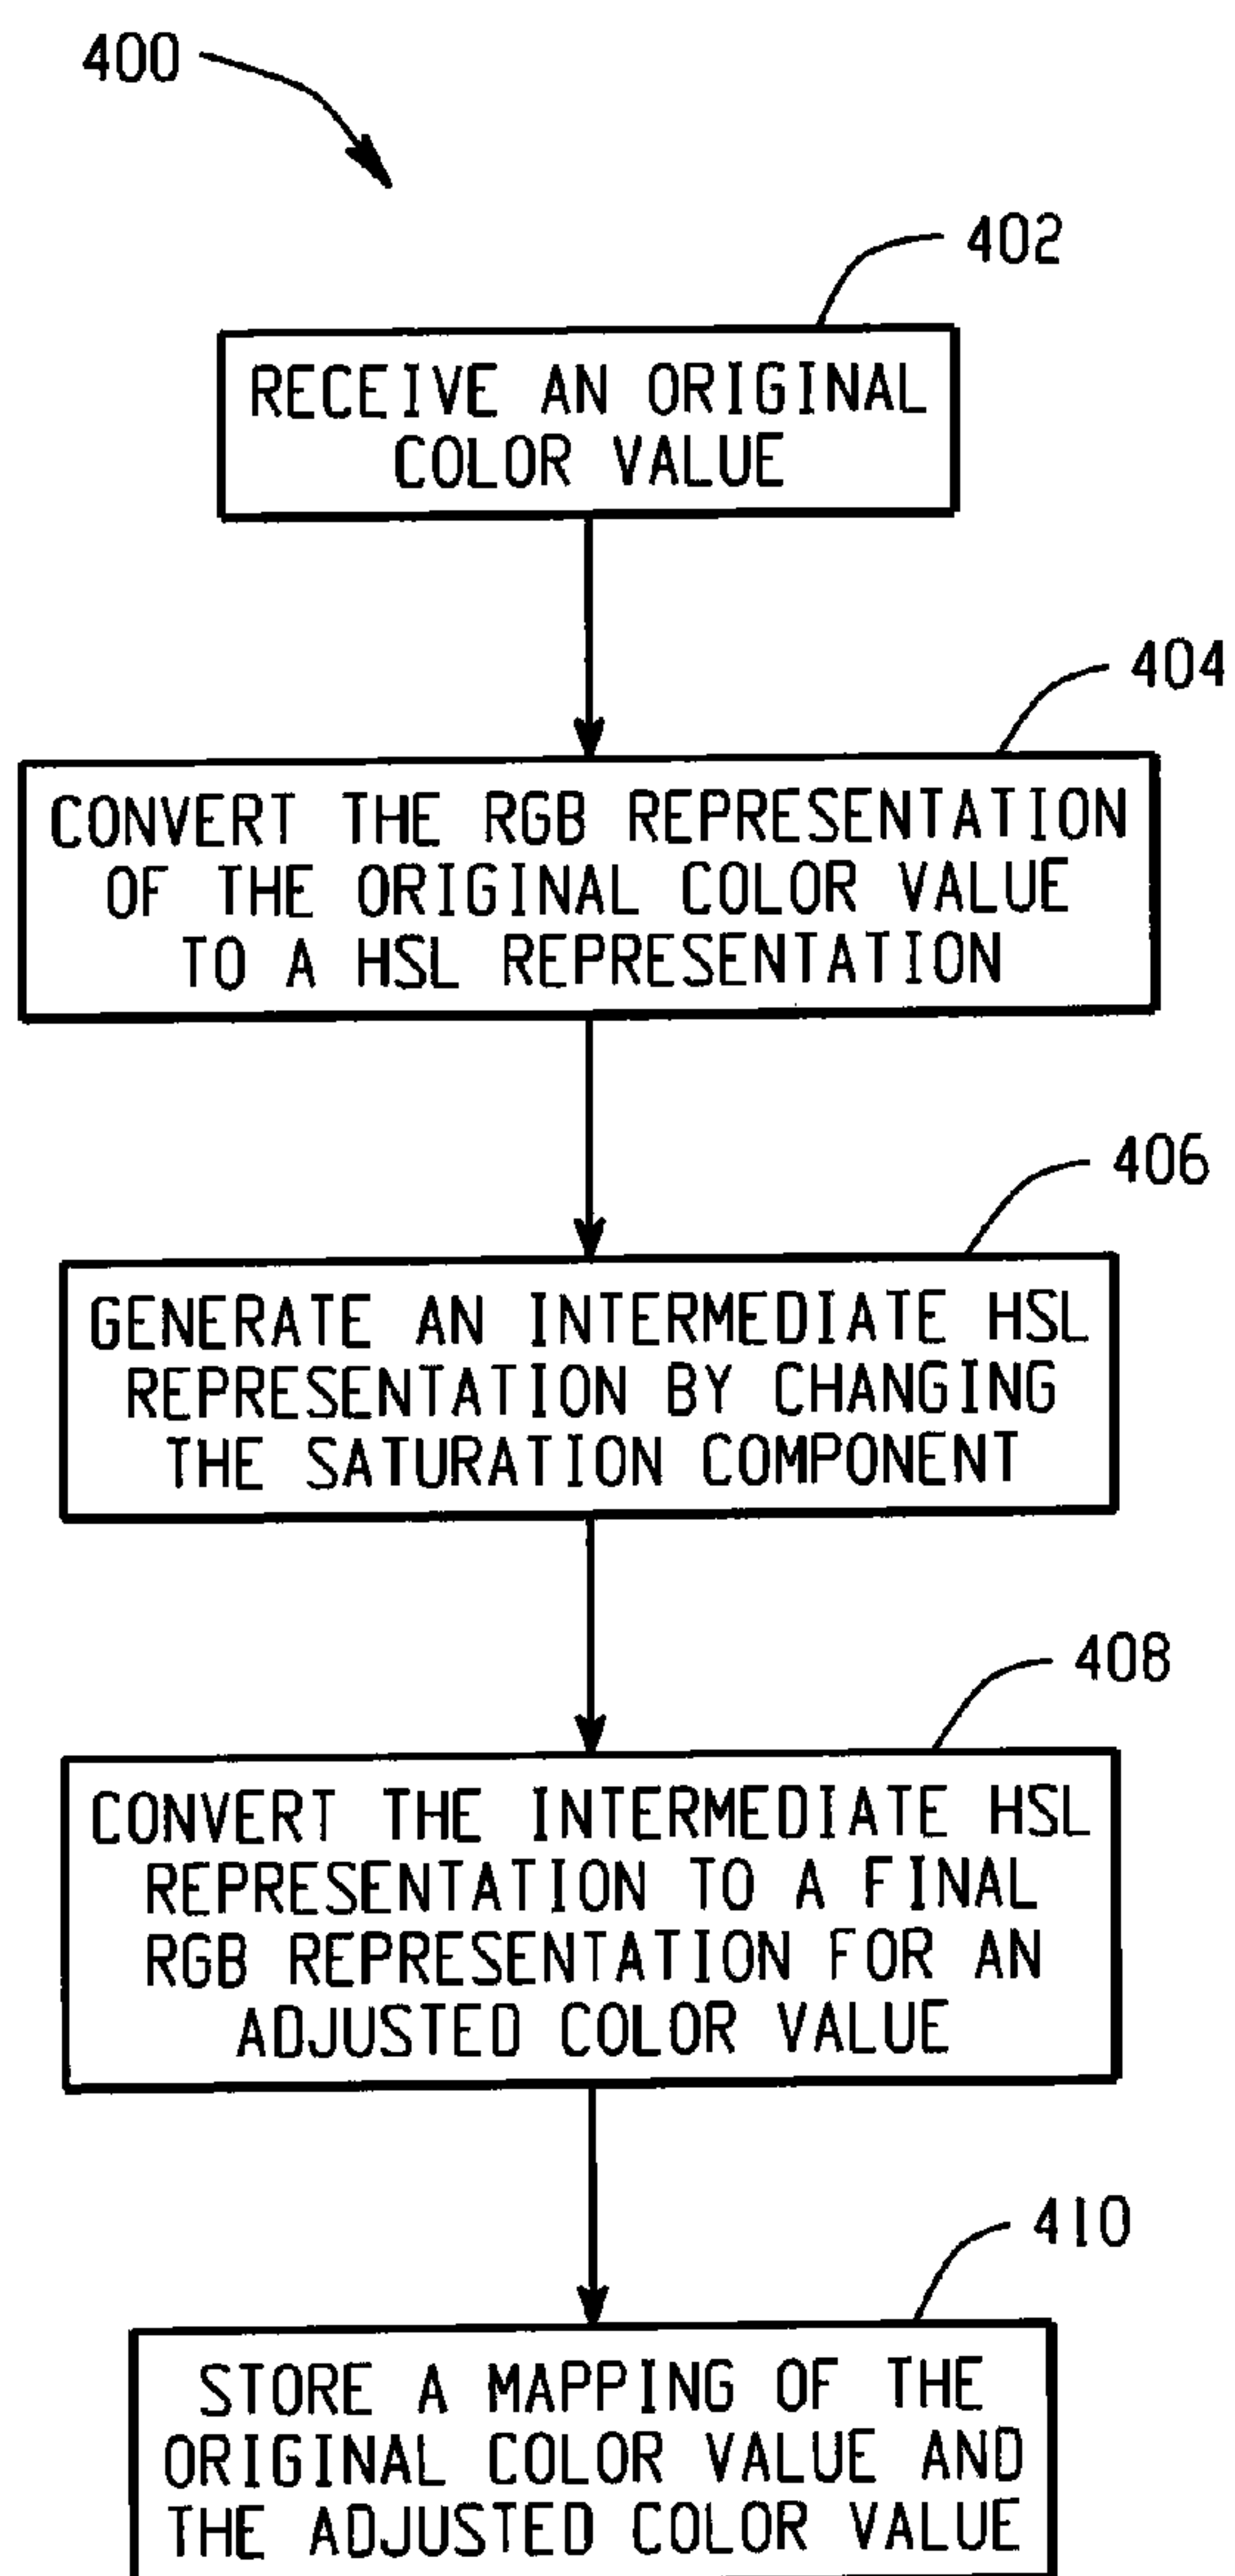 400
402
RECEIVE AN ORIGINAL
COLOR VALUE
404
CONVERT THE RGB REPRESENTATION
OF THE ORIGINAL COLOR VALUE
TO A HSL REPRESENTATION
406
GENERATE AN INTERMEDIATE HSL
REPRESENTATION BY CHANGING
THE SATURATION COMPONENT
408
CONVERT THE INTERMEDIATE HSL
REPRESENTATION TO A FINAL
RGB REPRESENTATION FOR AN
ADJUSTED COLOR VALUE
410
STORE A MAPPING OF THE
ORIGINAL COLOR VALUE AND
THE ADJUSTED COLOR VALUE